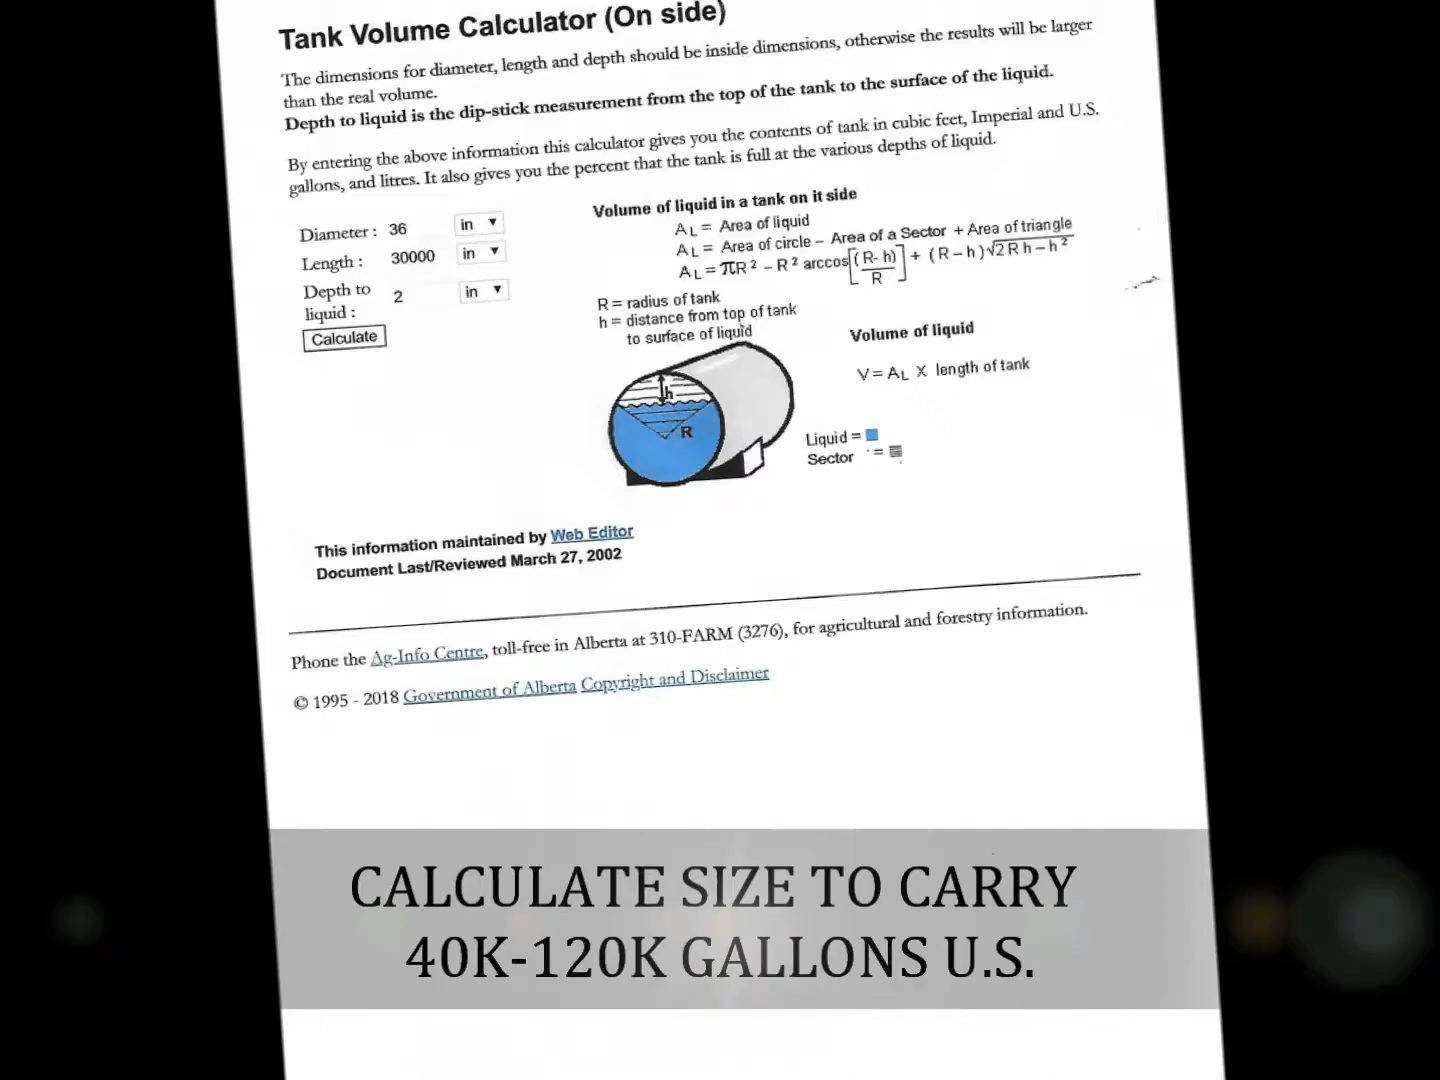 Tank Volume Calculator (On side)
The dimensions for diameter, length and depth should be inside dimensions, otherwise the results will be larger
than the real volume.
Depth to liquid is the dip-stick measurement from the top of the tank to the surface of the liquid.
By entering the above information this calculator gives you the contents of tank in cubic feet, Imperial and U.S.
gallons, and litres. It also gives you the percent that the tank is full at the various depths of liquid.
Diameter : 36 in
Length : 30000 in
Depth to
liquid : 2 in
Calculate
Volume of liquid in a tank on it side
AL = Area of liquid
AL = Area of circle – Area of a Sector + Area of triangle
AL = πR² – R² arccos[(R-h)/R] + (R–h)√2Rh–h²
R = radius of tank
h = distance from top of tank
to surface of liquid
h
R
Volume of liquid
V = AL X length of tank
Liquid =
Sector =
This information maintained by Web Editor
Document Last/Reviewed March 27, 2002
Phone the Ag-Info Centre, toll-free in Alberta at 310-FARM (3276), for agricultural and forestry information.
© 1995 - 2018 Government of Alberta Copyright and Disclaimer
CALCULATE SIZE TO CARRY
40K-120K GALLONS U.S.